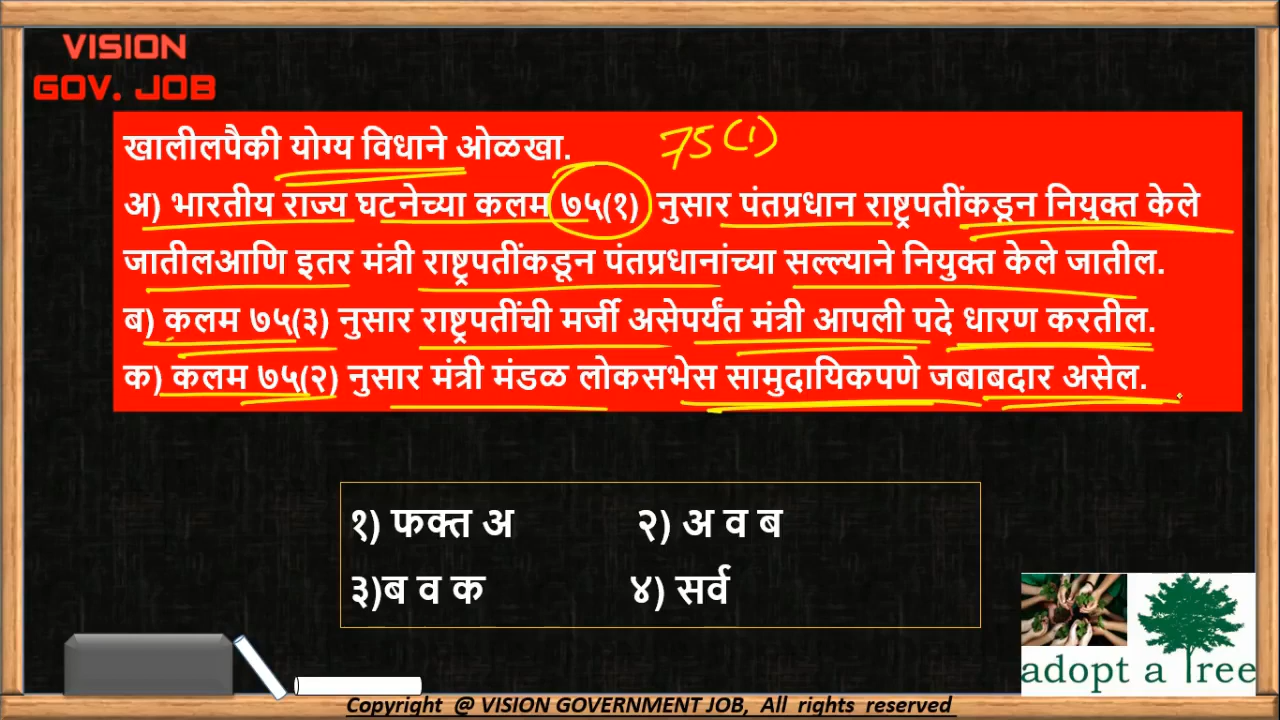 VISION
GOV. JOB
खालीलपैकी योग्य विधाने ओळखा.
75(1)
अ) भारतीय राज्य घटनेच्या कलम ७५(१) नुसार पंतप्रधान राष्ट्रपतींकडून नियुक्त केले
जातीलआणि इतर मंत्री राष्ट्रपतींकडून पंतप्रधानांच्या सल्ल्याने नियुक्त केले जातील.
ब) कलम ७५(३) नुसार राष्ट्रपतींची मर्जी असेपर्यंत मंत्री आपली पदे धारण करतील.
क) कलम ७५(२) नुसार मंत्री मंडळ लोकसभेस सामुदायिकपणे जबाबदार असेल.
१) फक्त अ २) अ व ब
३)ब व क ४) सर्व
adopt a Tree
Copyright @ VISION GOVERNMENT JOB, All rights reserved